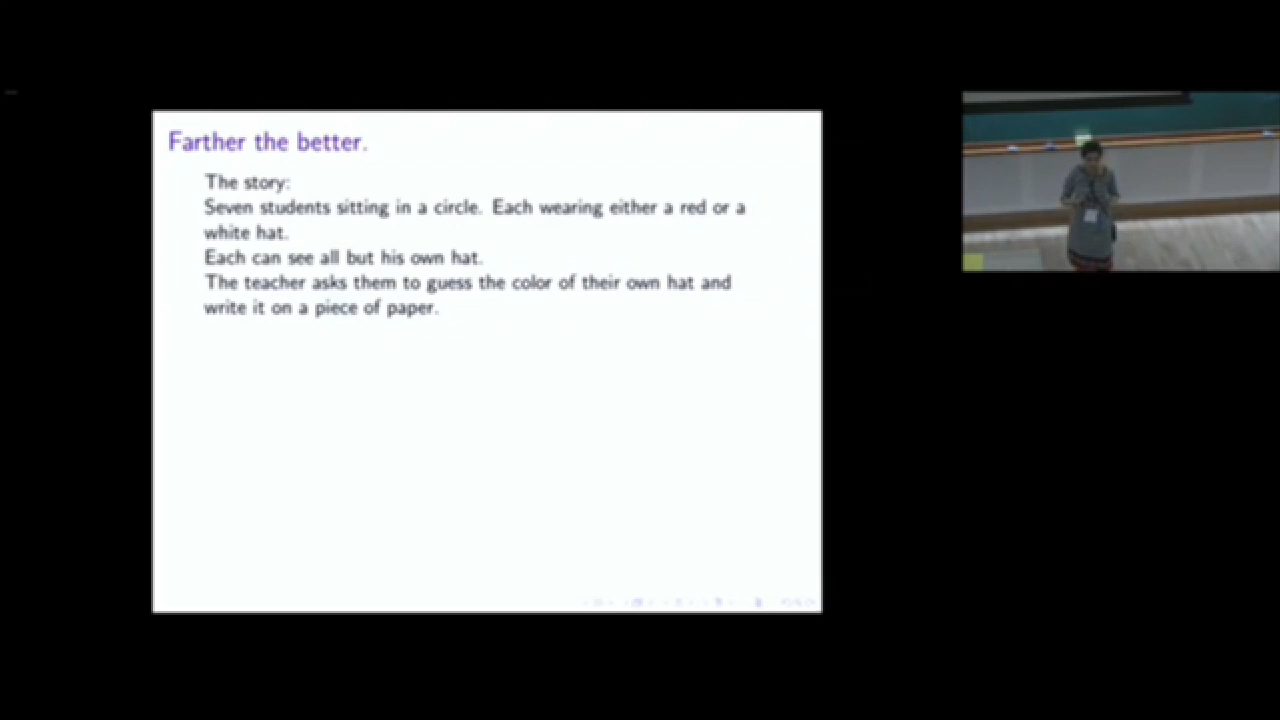 Farther the better.
The story:
Seven students sitting in a circle. Each wearing either a red or a
white hat.
Each can see all but his own hat.
The teacher asks them to guess the color of their own hat and
write it on a piece of paper.